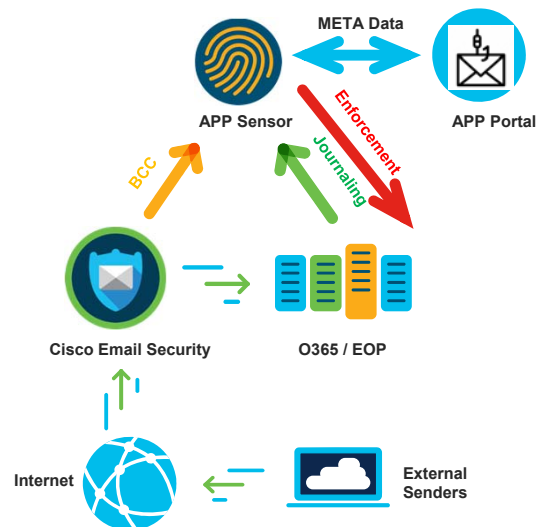 META Data
APP Sensor
APP Portal
Enforcement
Journaling
BCC
Cisco Email Security
O365 / EOP
Internet
External
Senders